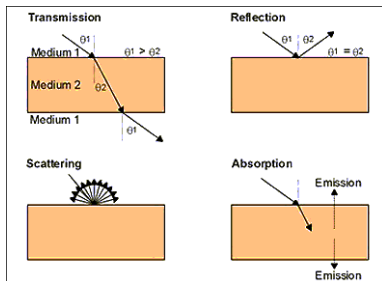 Transmission
θ1
Medium 1
θ1 > θ2
Medium 2
θ2
Medium 1
θ1
Reflection
θ1 θ2
θ1 = θ2
Scattering
Absorption
Emission
Emission